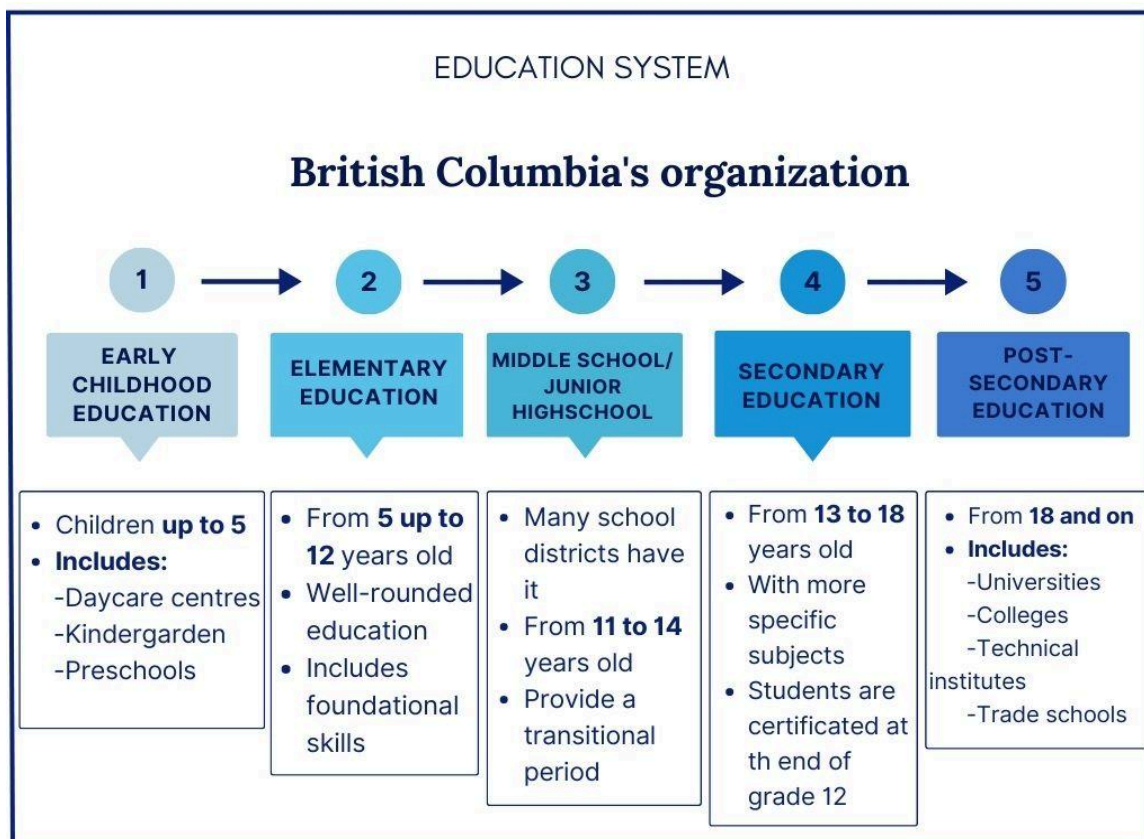 EDUCATION SYSTEM
British Columbia's organization
1
2
3
4
5
EARLY
CHILDHOOD
EDUCATION
ELEMENTARY
EDUCATION
MIDDLE SCHOOL/
JUNIOR
HIGHSCHOOL
SECONDARY
EDUCATION
POST-
SECONDARY
EDUCATION
• Children up to 5
• Includes:
-Daycare centres
-Kindergarden
-Preschools
• From 5 up to
12 years old
• Well-rounded
education
• Includes
foundational
skills
• Many school
districts have
it
• From 11 to 14
years old
• Provide a
transitional
period
• From 13 to 18
years old
• With more
specific
subjects
• Students are
certificated at
th end of
grade 12
• From 18 and on
• Includes:
-Universities
-Colleges
-Technical
institutes
-Trade schools